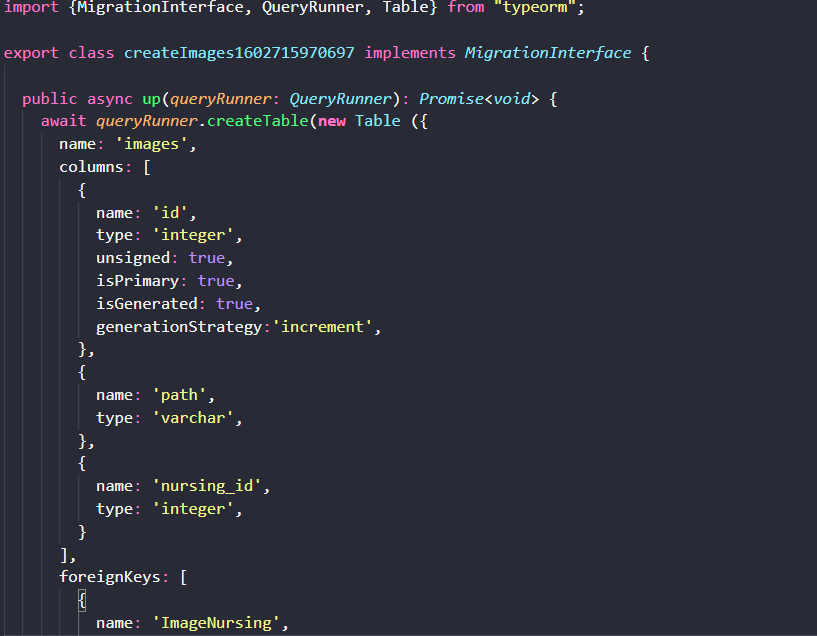 import {MigrationInterface, QueryRunner, Table} from "typeorm";
export class createImages1602715970697 implements MigrationInterface {
public async up(queryRunner: QueryRunner): Promise<void> {
await queryRunner.createTable(new Table ({
name: 'images',
columns: [
{
name: 'id',
type: 'integer',
unsigned: true,
isPrimary: true,
isGenerated: true,
generationStrategy:'increment',
},
{
name: 'path',
type: 'varchar',
},
{
name: 'nursing_id',
type: 'integer',
}
],
foreignKeys: [
{
name: 'ImageNursing',